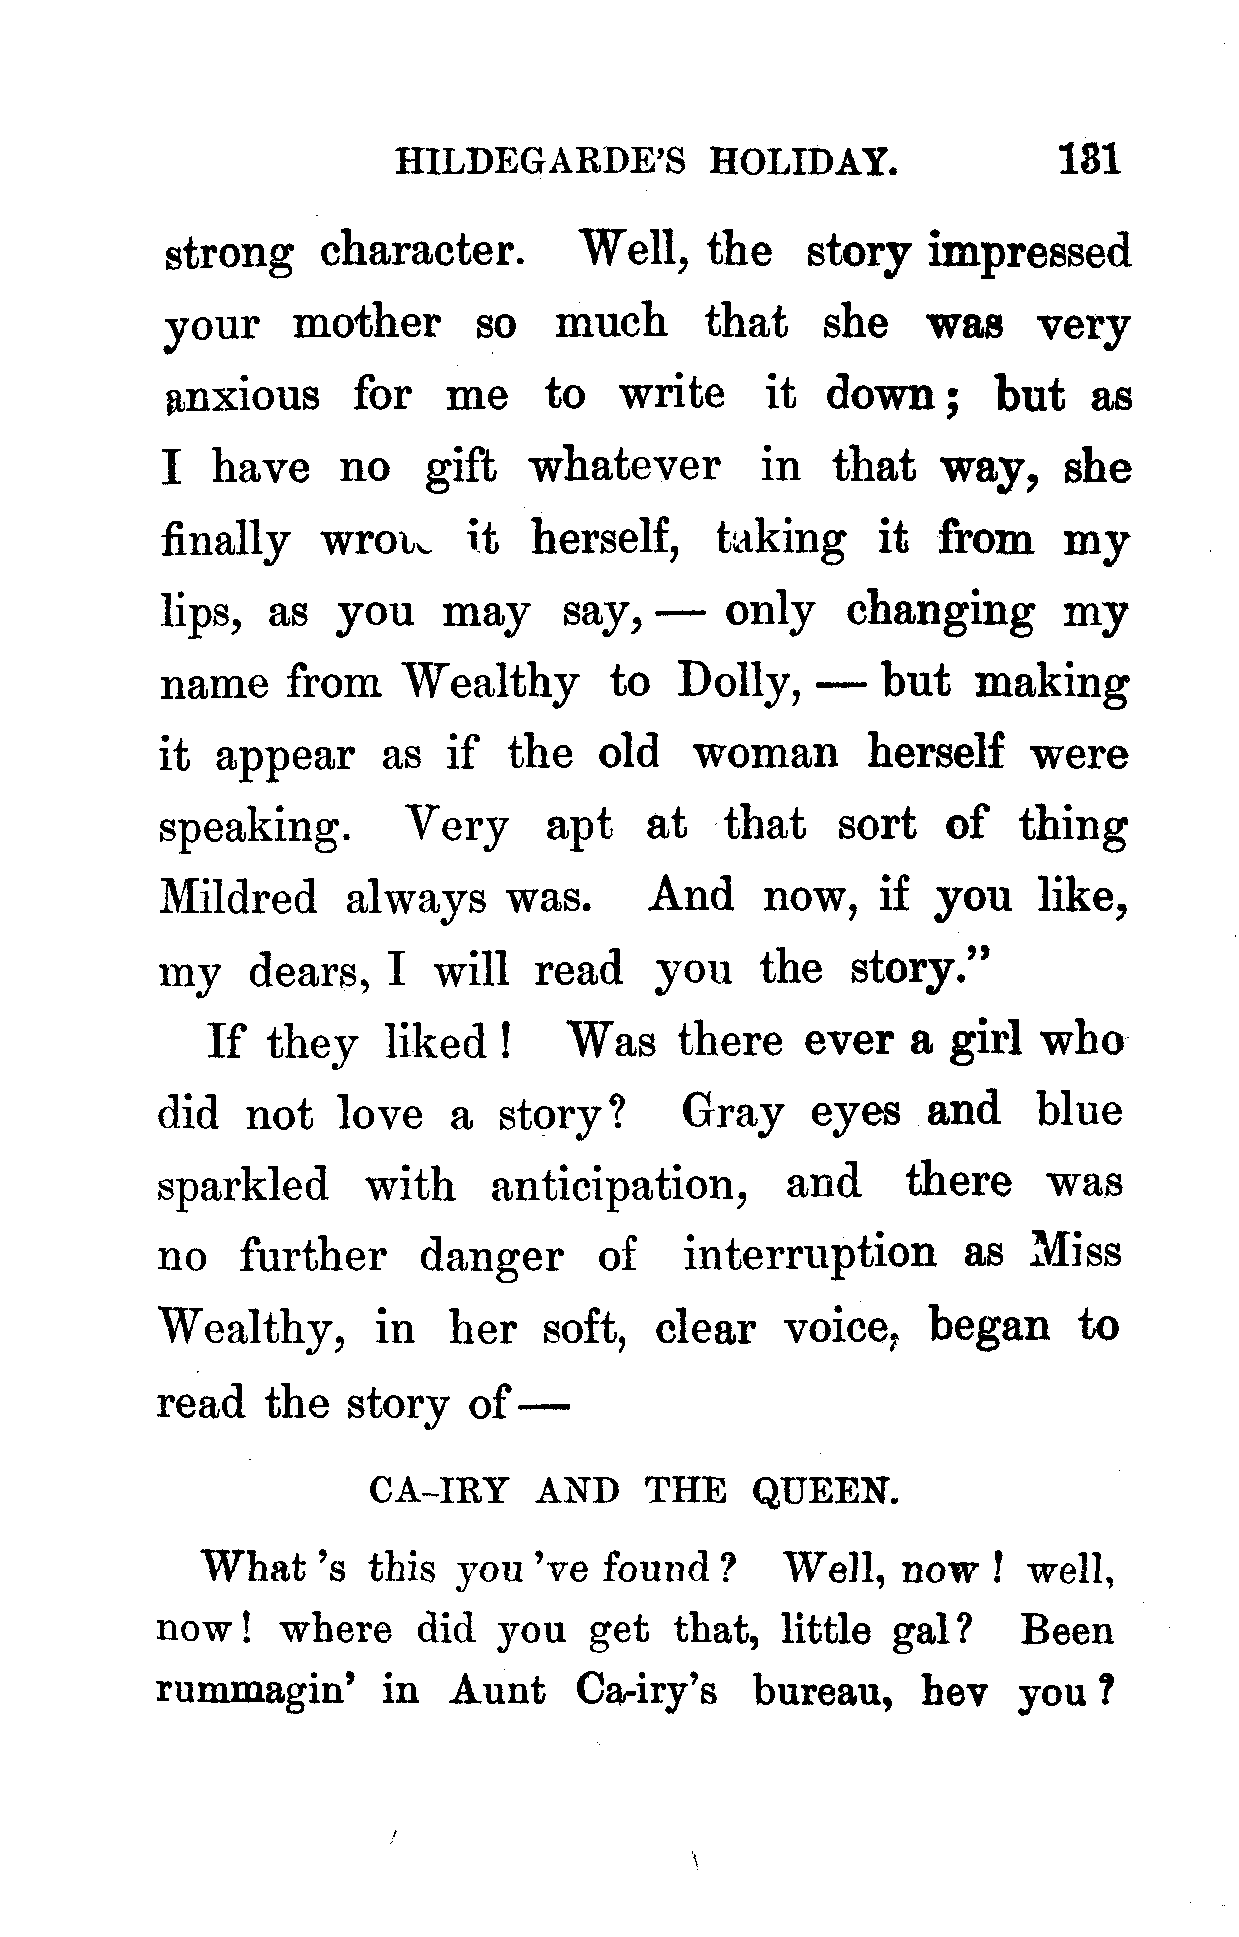 HILDEGARDE'S HOLIDAY. 181
strong character. Well, the story impressed
your mother so much that she was very
anxious for me to write it down; but as
I have no gift whatever in that way, she
finally wrote it herself, taking it from my
lips, as you may say, — only changing my
name from Wealthy to Dolly, — but making
it appear as if the old woman herself were
speaking. Very apt at that sort of thing
Mildred always was. And now, if you like,
my dears, I will read you the story."
If they liked! Was there ever a girl who
did not love a story? Gray eyes and blue
sparkled with anticipation, and there was
no further danger of interruption as Miss
Wealthy, in her soft, clear voice, began to
read the story of —
CA-IRY AND THE QUEEN.
What 's this you 've found? Well, now! well,
now! where did you get that, little gal? Been
rummagin' in Aunt Ca-iry's bureau, hev you?